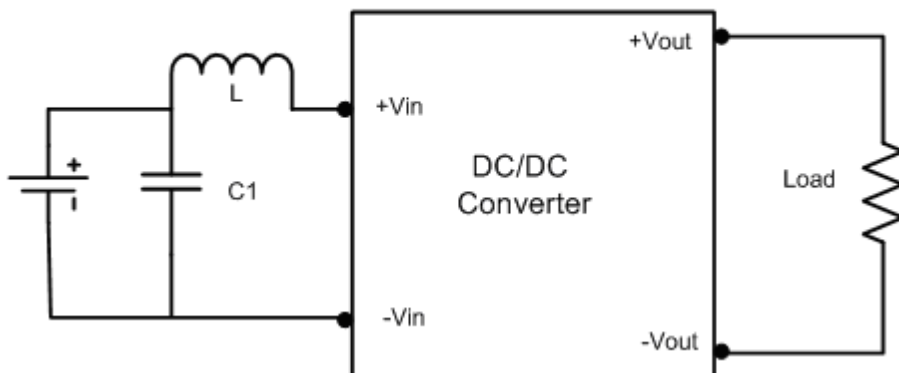 +Vout
L
+Vin
DC/DC
Converter
C1
Load
+
-
-Vin
-Vout